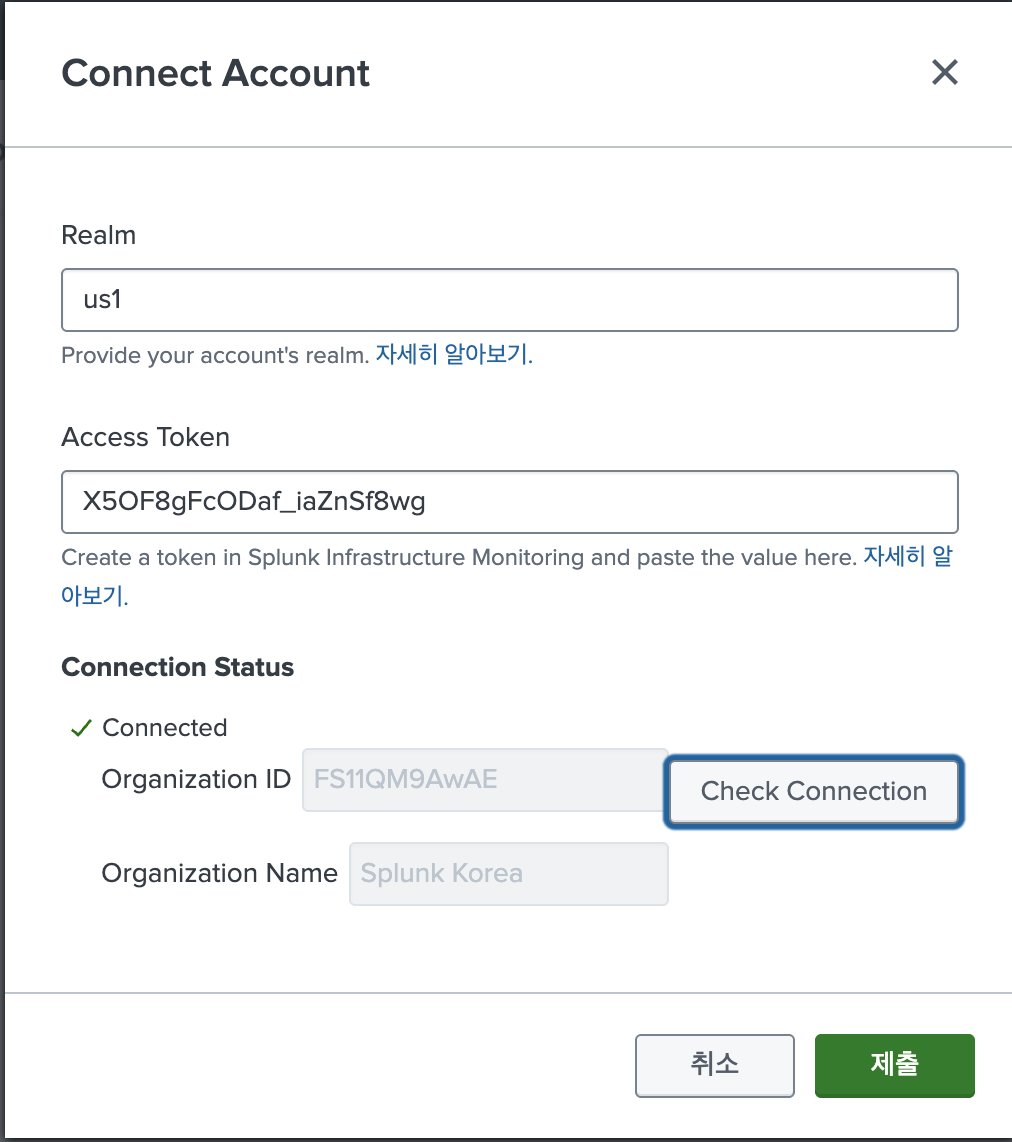 Connect Account
Realm
us1
Provide your account's realm. 자세히 알아보기.
Access Token
X5OF8gFcODaf_iaZnSf8wg
Create a token in Splunk Infrastructure Monitoring and paste the value here. 자세히 알
아보기.
Connection Status
Connected
Organization ID FS11QM9AwAE Check Connection
Organization Name Splunk Korea
취소 제출